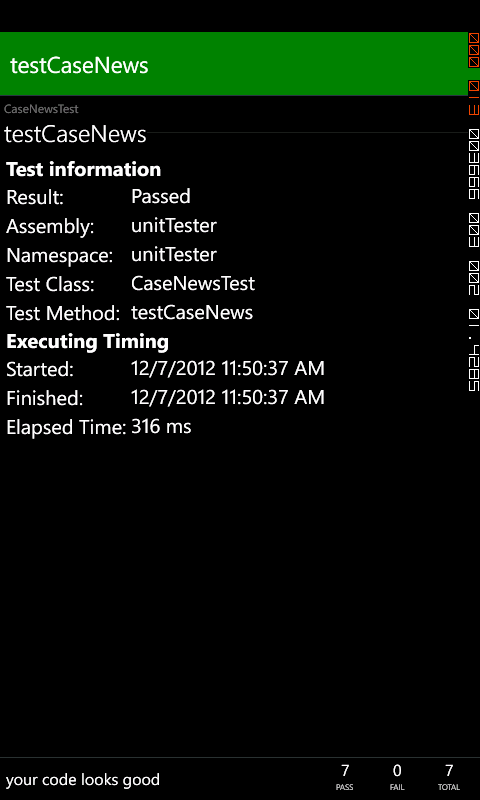 testCaseNews
CaseNewsTest
testCaseNews
Test information
Result: Passed
Assembly: unitTester
Namespace: unitTester
Test Class: CaseNewsTest
Test Method: testCaseNews
Executing Timing
Started: 12/7/2012 11:50:37 AM
Finished: 12/7/2012 11:50:37 AM
Elapsed Time: 316 ms
your code looks good
7 PASS
0 FAIL
7 TOTAL